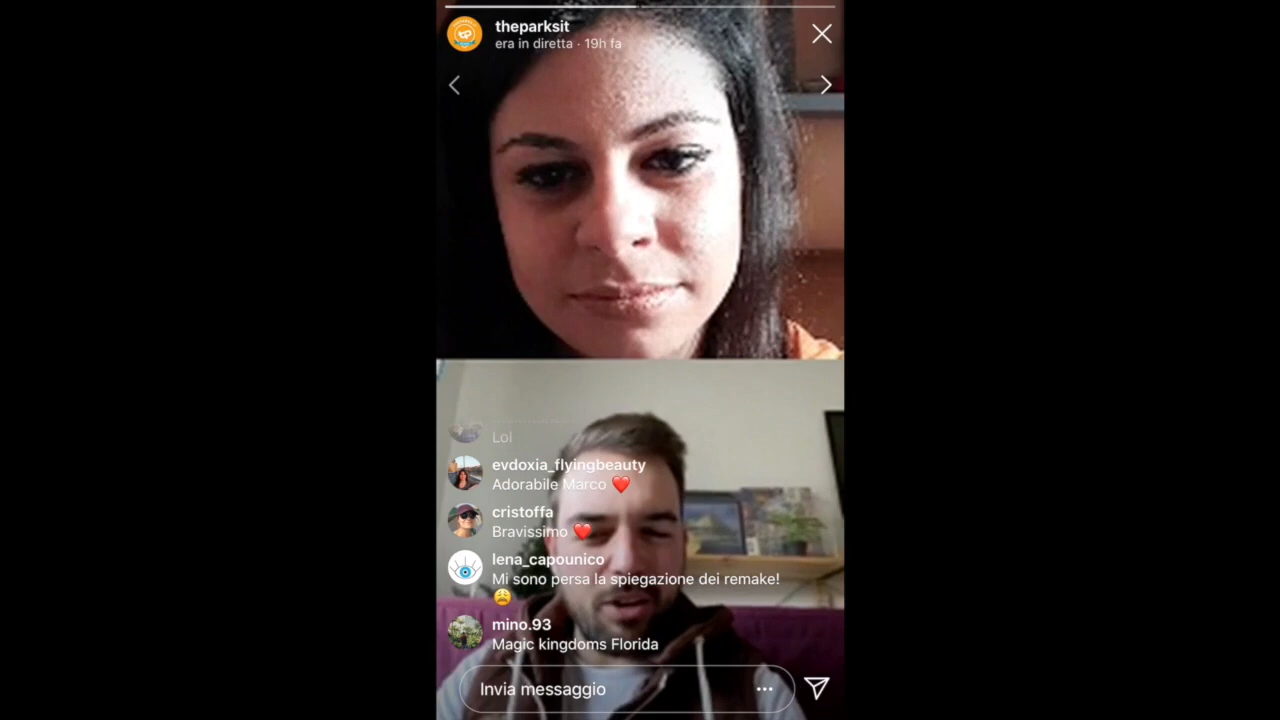 theparksit
era in diretta · 19h fa
Lol
evdoxia_flyingbeauty
Adorabile Marco ❤️
cristoffa
Bravissimo ❤️
lena_capounico
Mi sono persa la spiegazione dei remake!
😩
mino.93
Magic kingdoms Florida
Invia messaggio